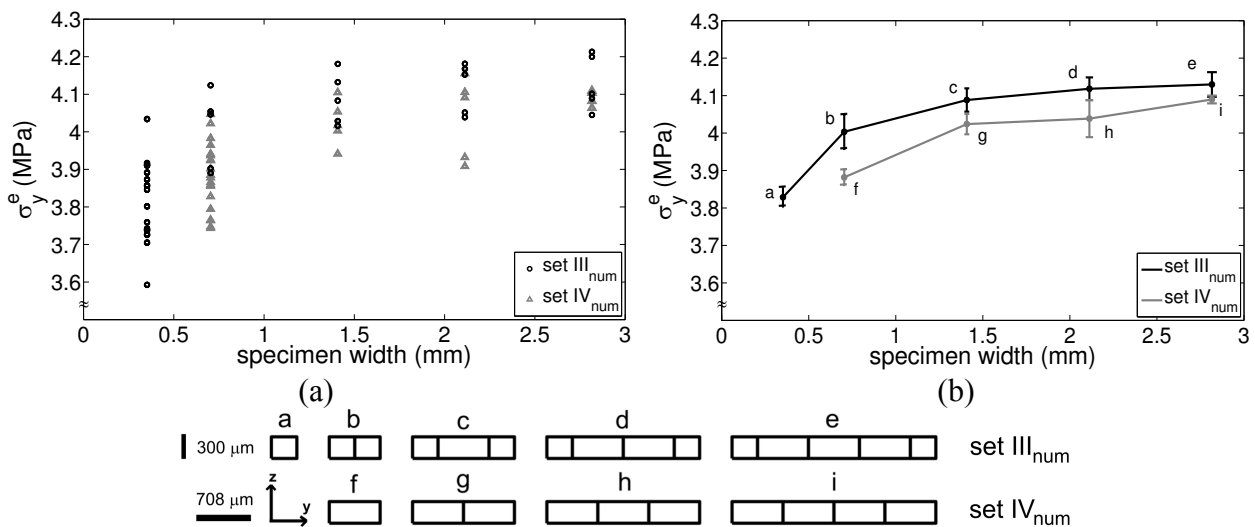 4.3 4.3
4.2 4.2
4.1 4.1
4 4
3.9 3.9
3.8 3.8
3.7 3.7
3.6 3.6
≈ ≈
σ_y^e (MPa) σ_y^e (MPa)
a b c d e
f g h i
set III_num set III_num
set IV_num set IV_num
0 0.5 1 1.5 2 2.5 3 0 0.5 1 1.5 2 2.5 3
specimen width (mm) specimen width (mm)
(a) (b)
a b c d e
300 μm set III_num
f g h i
708 μm z y set IV_num